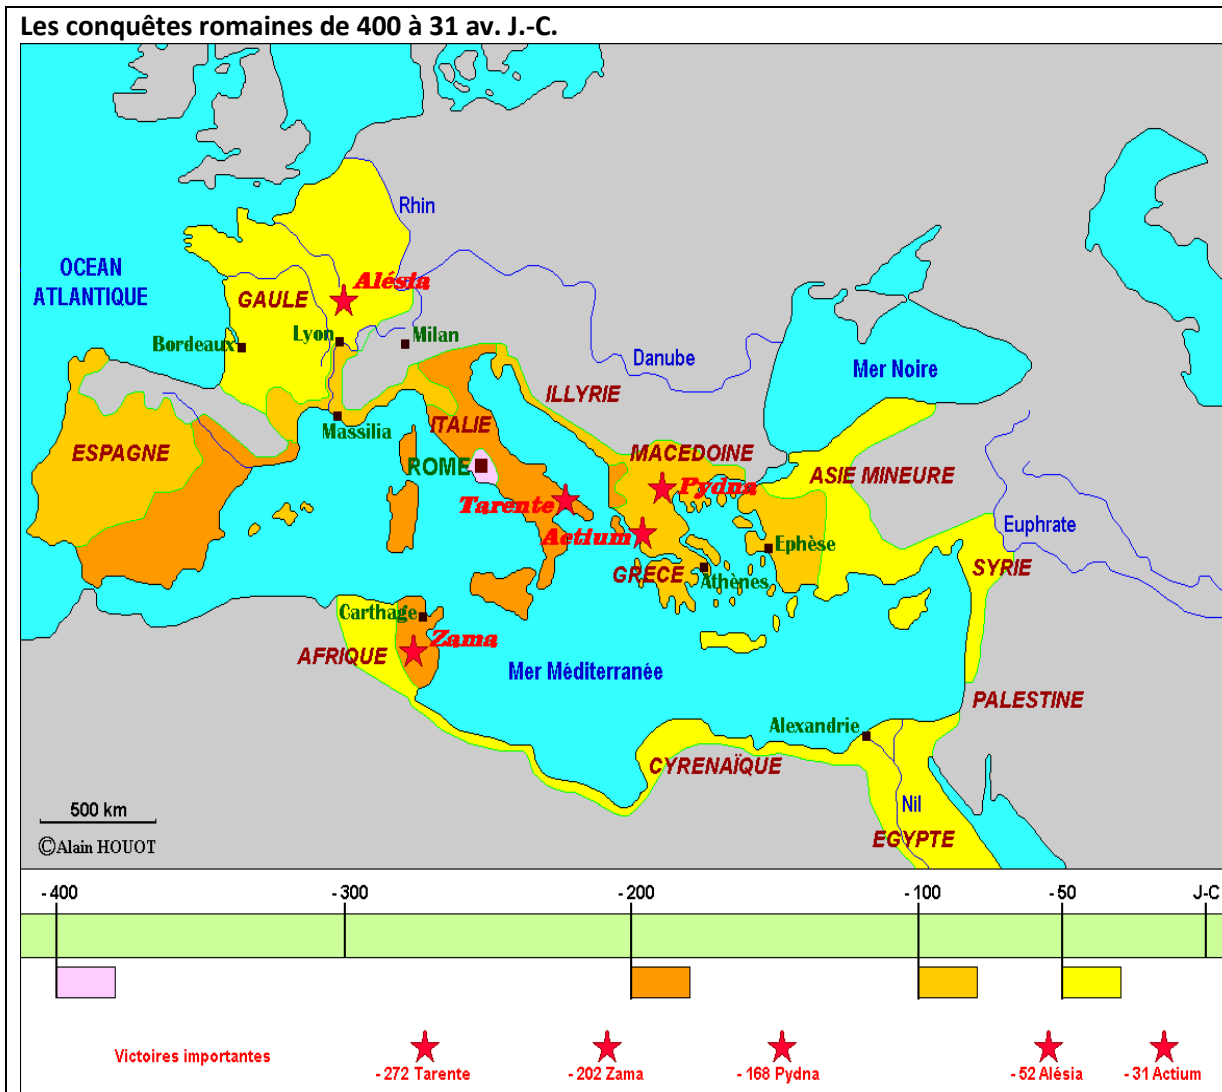 Les conquêtes romaines de 400 à 31 av. J.-C.
Rhin
OCEAN
ATLANTIQUE
Alésia
GAULE
Lyon
Milan
Bordeaux
Danube
Mer Noire
ILLYRIE
Massilia
ITALIE
ESPAGNE
MACEDOINE
ROME
ASIE MINEURE
Pydna
Tarente
Euphrate
Actium
Ephèse
GRECE
Athènes
SYRIE
Carthage
Zama
AFRIQUE
Mer Méditerranée
PALESTINE
Alexandrie
CYRENAÏQUE
500 km
Nil
EGYPTE
©Alain HOUOT
- 400 - 300 - 200 - 100 - 50 J-C
Victoires importantes
- 272 Tarente - 202 Zama - 168 Pydna - 52 Alésia - 31 Actium